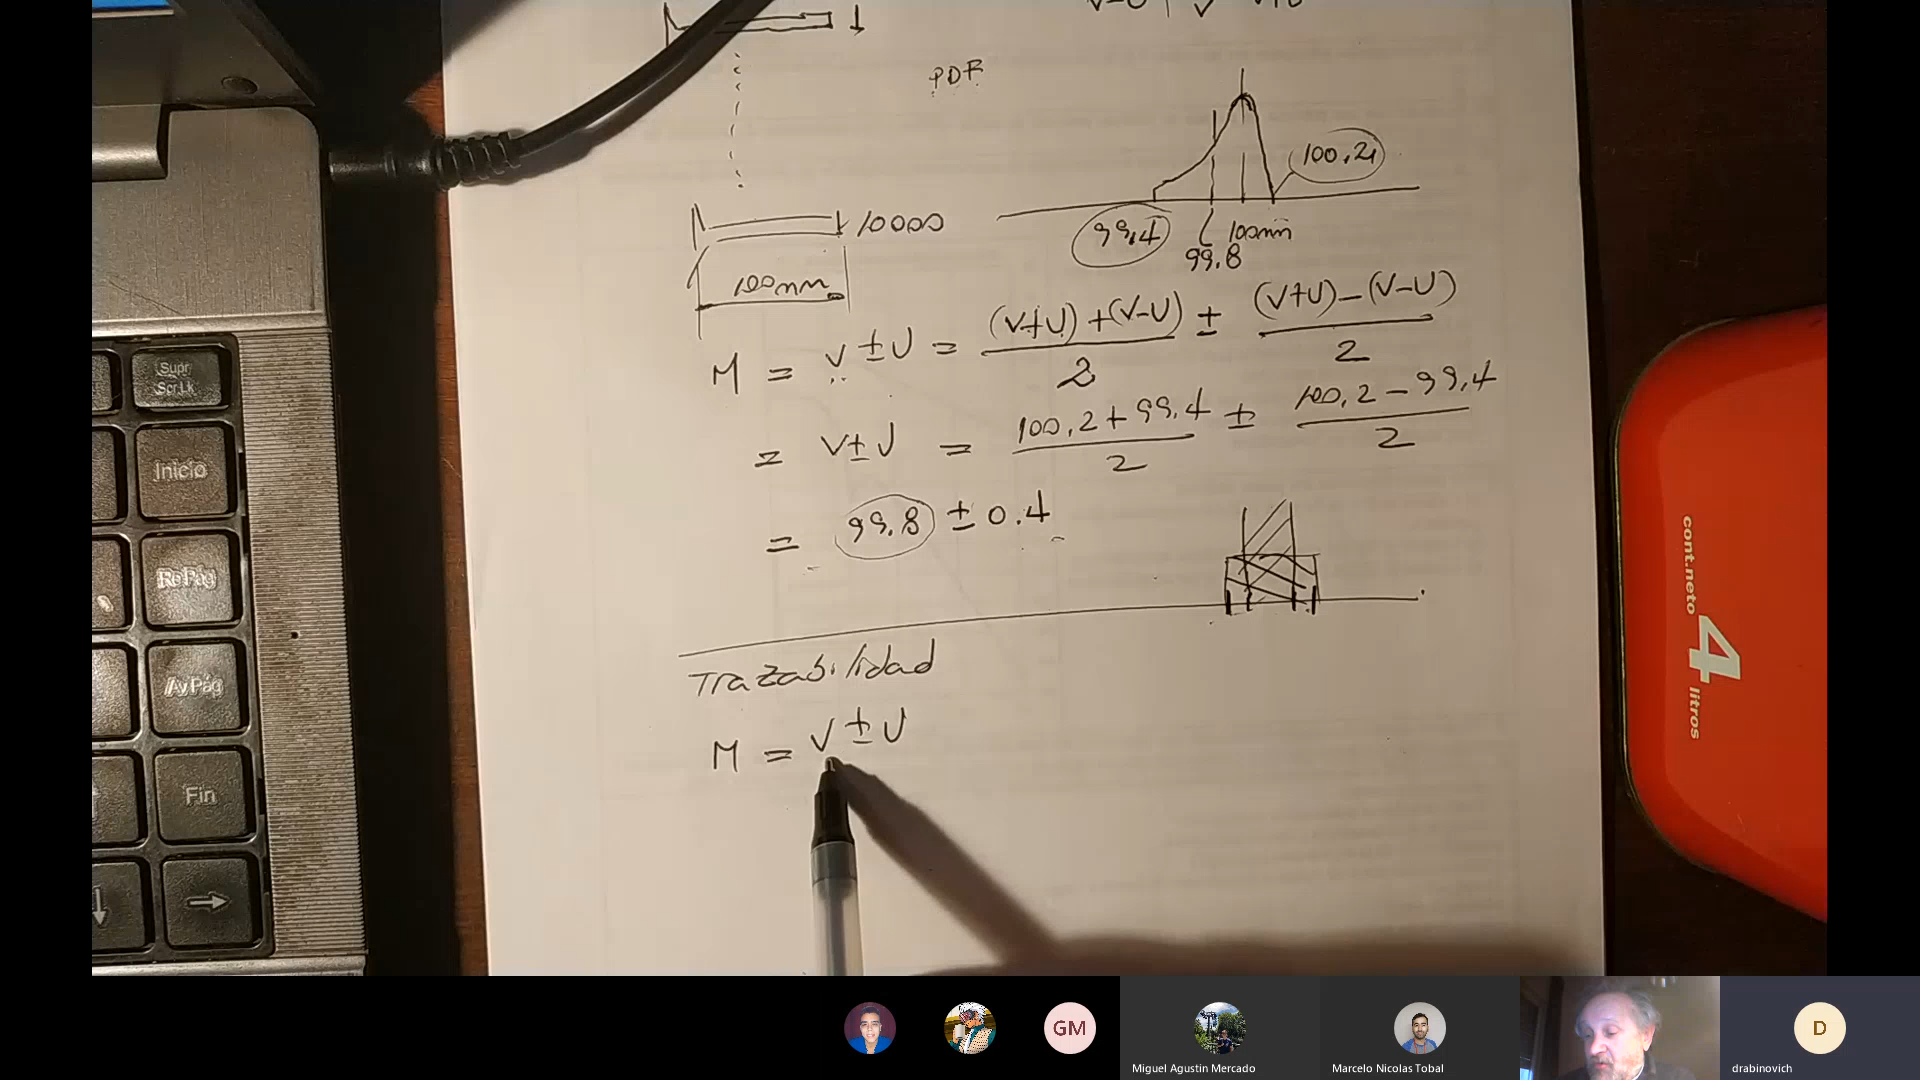 V-U V V+U
PDF
100.2
10000
99.4
99.8
100mm
100mm
M = V ± U = (V+U)+(V-U) / 2 ± (V+U)-(V-U) / 2
= V±U = 100.2+99.4 / 2 ± 100.2-99.4 / 2
= 99.8 ± 0.4
Trazabilidad
M = V ± U
Supr
Scr Lk
Inicio
RePág
AvPág
Fin
cont.neto
4
litros
GM
Miguel Agustin Mercado
Marcelo Nicolas Tobal
D
drabinovich